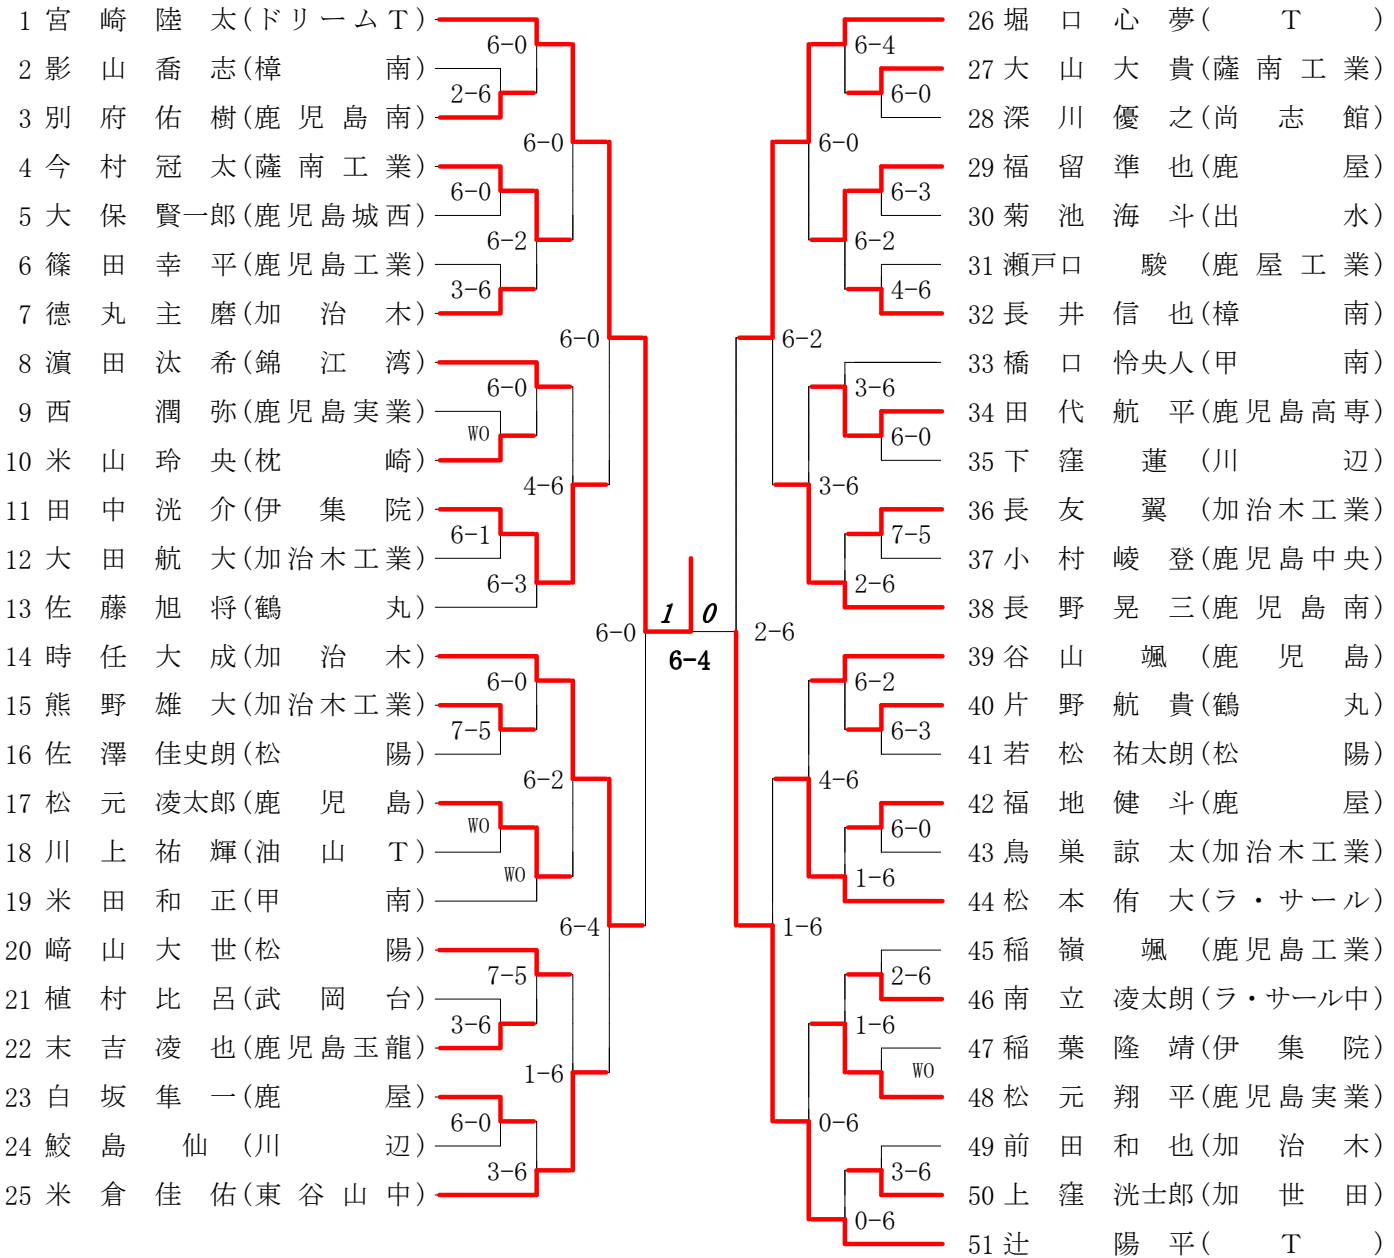 1 宮崎陸太(ドリームT)
2 影山喬志(樟南)
3 別府佑樹(鹿児島南)
4 今村冠太(薩南工業)
5 大保賢一郎(鹿児島城西)
6 篠田幸平(鹿児島工業)
7 徳丸主磨(加治木)
8 濵田汰希(錦江湾)
9 西潤弥(鹿児島実業)
10 米山玲央(枕崎)
11 田中洸介(伊集院)
12 大田航大(加治木工業)
13 佐藤旭将(鶴丸)
14 時任大成(加治木)
15 熊野雄大(加治木工業)
16 佐澤佳史朗(松陽)
17 松元凌太郎(鹿児島)
18 川上祐輝(油山T)
19 米田和正(甲南)
20 﨑山大世(松陽)
21 植村比呂(武岡台)
22 末吉凌也(鹿児島玉龍)
23 白坂隼一(鹿屋)
24 鮫島仙(川辺)
25 米倉佳佑(東谷山中)
6-0
2-6
6-0
6-0
6-2
3-6
6-0
6-0
WO
4-6
6-1
6-3
6-0
6-0
7-5
6-2
WO
WO
6-4
7-5
3-6
1-6
6-0
3-6
1 0
6-4
6-4
6-0
6-0
6-3
6-2
4-6
6-2
3-6
6-0
3-6
7-5
2-6
2-6
6-2
6-3
4-6
6-0
1-6
1-6
2-6
1-6
WO
0-6
3-6
0-6
26 堀口心夢(T)
27 大山大貴(薩南工業)
28 深川優之(尚志館)
29 福留準也(鹿屋)
30 菊池海斗(出水)
31 瀬戸口駿(鹿屋工業)
32 長井信也(樟南)
33 橋口怜央人(甲南)
34 田代航平(鹿児島高専)
35 下窪蓮(川辺)
36 長友翼(加治木工業)
37 小村崚登(鹿児島中央)
38 長野晃三(鹿児島南)
39 谷山颯(鹿児島)
40 片野航貴(鶴丸)
41 若松祐太朗(松陽)
42 福地健斗(鹿屋)
43 鳥巣諒太(加治木工業)
44 松本侑大(ラ・サール)
45 稲嶺颯(鹿児島工業)
46 南立凌太朗(ラ・サール中)
47 稲葉隆靖(伊集院)
48 松元翔平(鹿児島実業)
49 前田和也(加治木)
50 上窪洸士郎(加世田)
51 辻陽平(T)